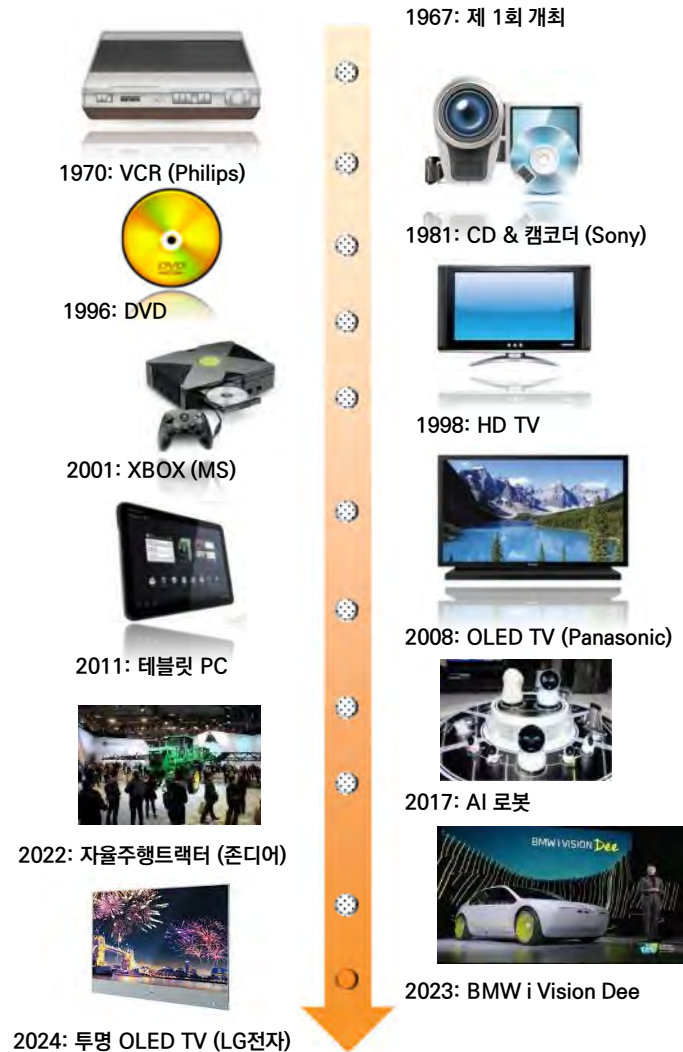 1967: 제 1회 개최
1970: VCR (Philips)
1981: CD & 캠코더 (Sony)
DVD
1996: DVD
1998: HD TV
2001: XBOX (MS)
2008: OLED TV (Panasonic)
2011: 테블릿 PC
2017: AI 로봇
2022: 자율주행트랙터 (존디어)
BMW i VISION Dee
2023: BMW i Vision Dee
2024: 투명 OLED TV (LG전자)